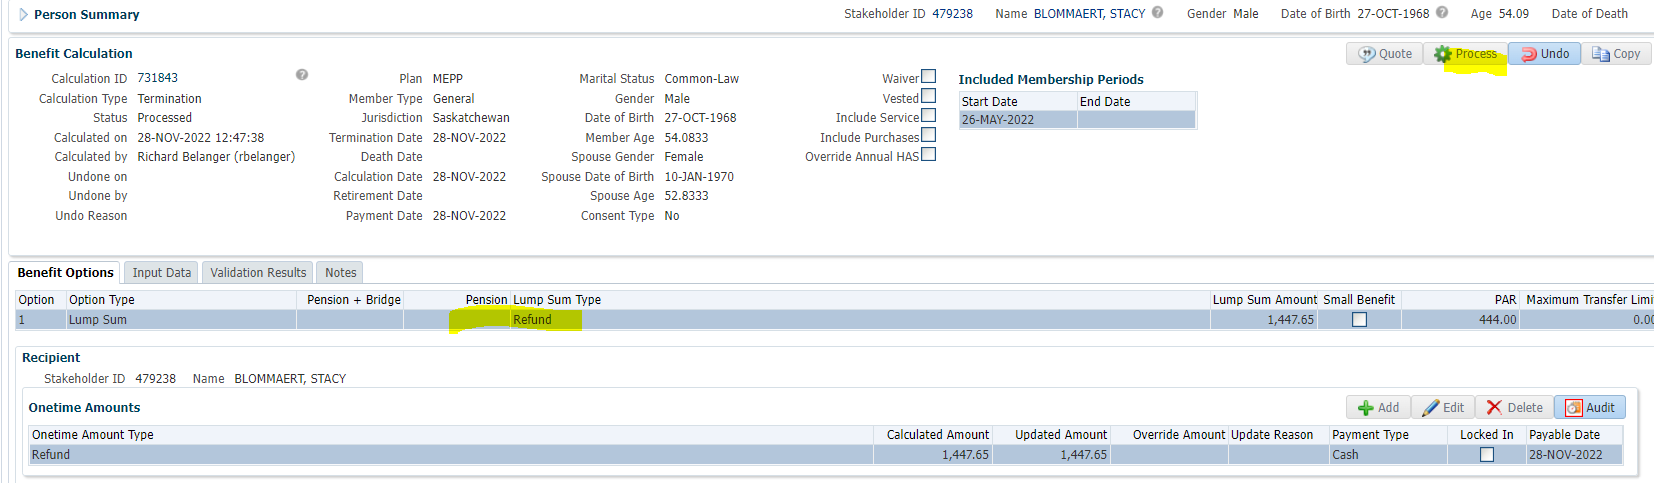 Person Summary Stakeholder ID 479238 Name BLOMMAERT, STACY Gender Male Date of Birth 27-OCT-1968 Age 54.09 Date of Death
Benefit Calculation Quote Process Undo Copy
Calculation ID 731843 Plan MEPP Marital Status Common-Law Waiver Included Membership Periods
Calculation Type Termination Member Type General Gender Male Vested Start Date End Date
Status Processed Jurisdiction Saskatchewan Date of Birth 27-OCT-1968 Include Service 26-MAY-2022
Calculated on 28-NOV-2022 12:47:38 Termination Date 28-NOV-2022 Member Age 54.0833 Include Purchases
Calculated by Richard Belanger (rbelanger) Death Date Spouse Gender Female Override Annual HAS
Undone on Calculation Date 28-NOV-2022 Spouse Date of Birth 10-JAN-1970
Undone by Retirement Date Spouse Age 52.8333
Undo Reason Payment Date 28-NOV-2022 Consent Type No
Benefit Options Input Data Validation Results Notes
Option Option Type Pension + Bridge Pension Lump Sum Type Lump Sum Amount Small Benefit PAR Maximum Transfer Limi
1 Lump Sum Refund 1,447.65 444.00 0.00
Recipient
Stakeholder ID 479238 Name BLOMMAERT, STACY
Onetime Amounts Add Edit Delete Audit
Onetime Amount Type Calculated Amount Updated Amount Override Amount Update Reason Payment Type Locked In Payable Date
Refund 1,447.65 1,447.65 Cash 28-NOV-2022